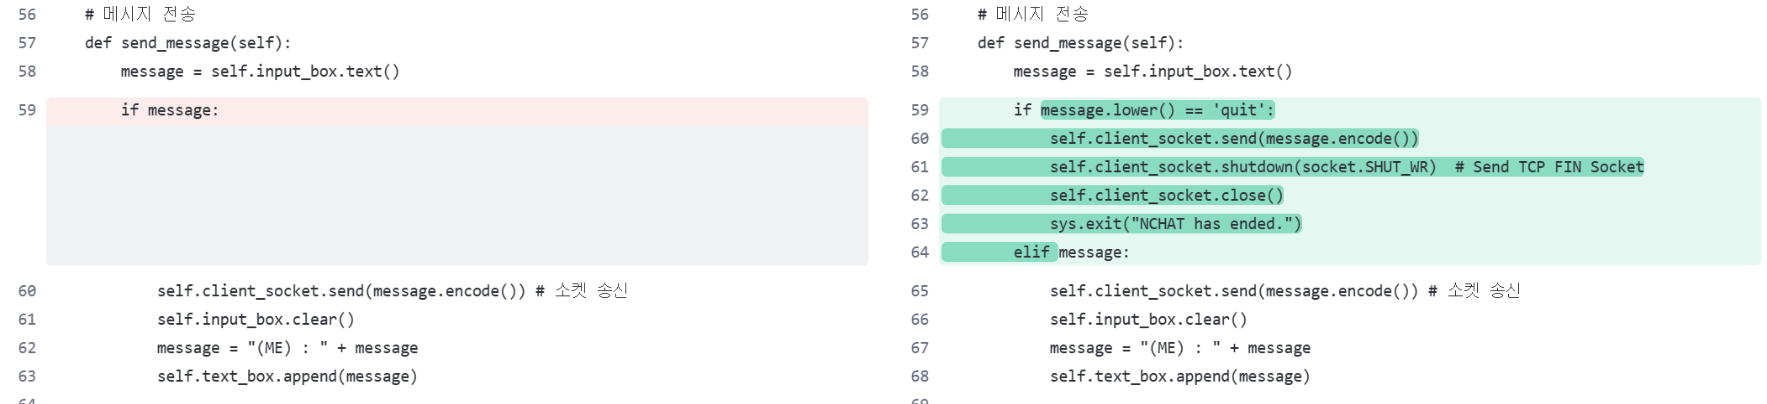 56 # 메시지 전송
57 def send_message(self):
58 message = self.input_box.text()
59 if message:
60 self.client_socket.send(message.encode()) # 소켓 송신
61 self.input_box.clear()
62 message = "(ME) : " + message
63 self.text_box.append(message)
56 # 메시지 전송
57 def send_message(self):
58 message = self.input_box.text()
59 if message.lower() == 'quit':
60 self.client_socket.send(message.encode())
61 self.client_socket.shutdown(socket.SHUT_WR)  # Send TCP FIN Socket
62 self.client_socket.close()
63 sys.exit("NCHAT has ended.")
64 elif message:
65 self.client_socket.send(message.encode()) # 소켓 송신
66 self.input_box.clear()
67 message = "(ME) : " + message
68 self.text_box.append(message)